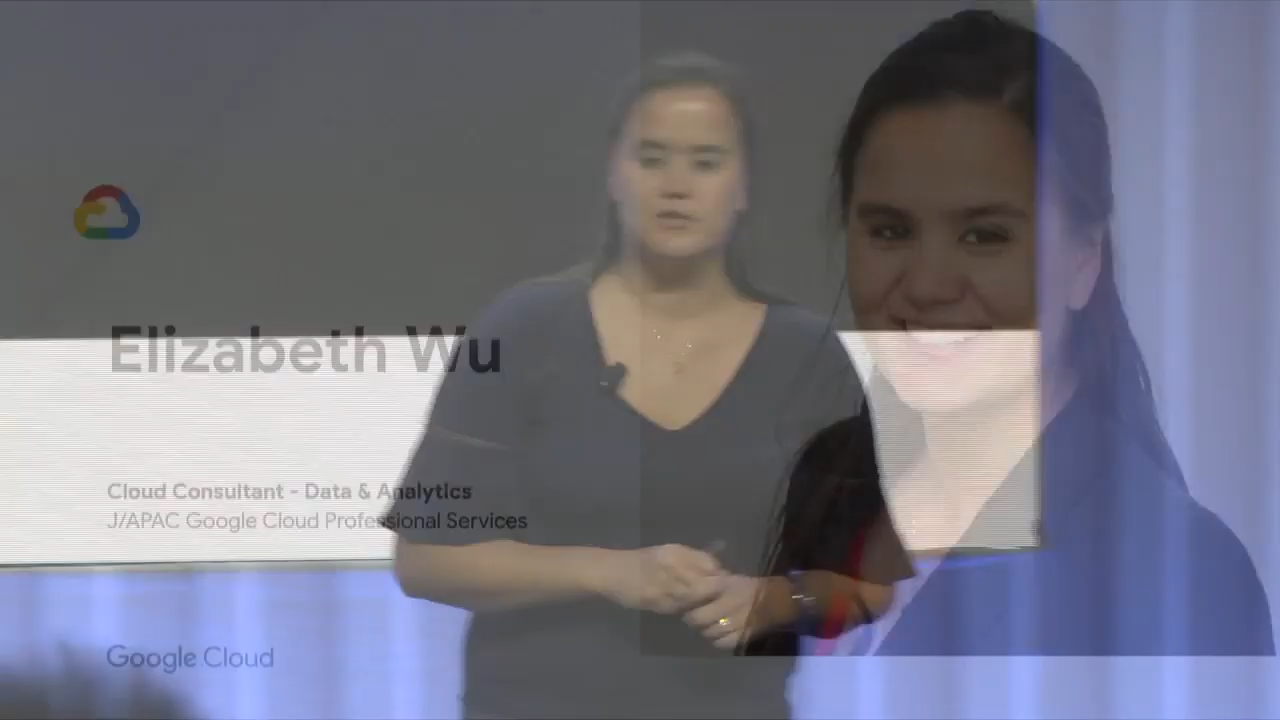 Elizabeth Wu
Cloud Consultant - Data & Analytics
J/APAC Google Cloud Professional Services
Google Cloud